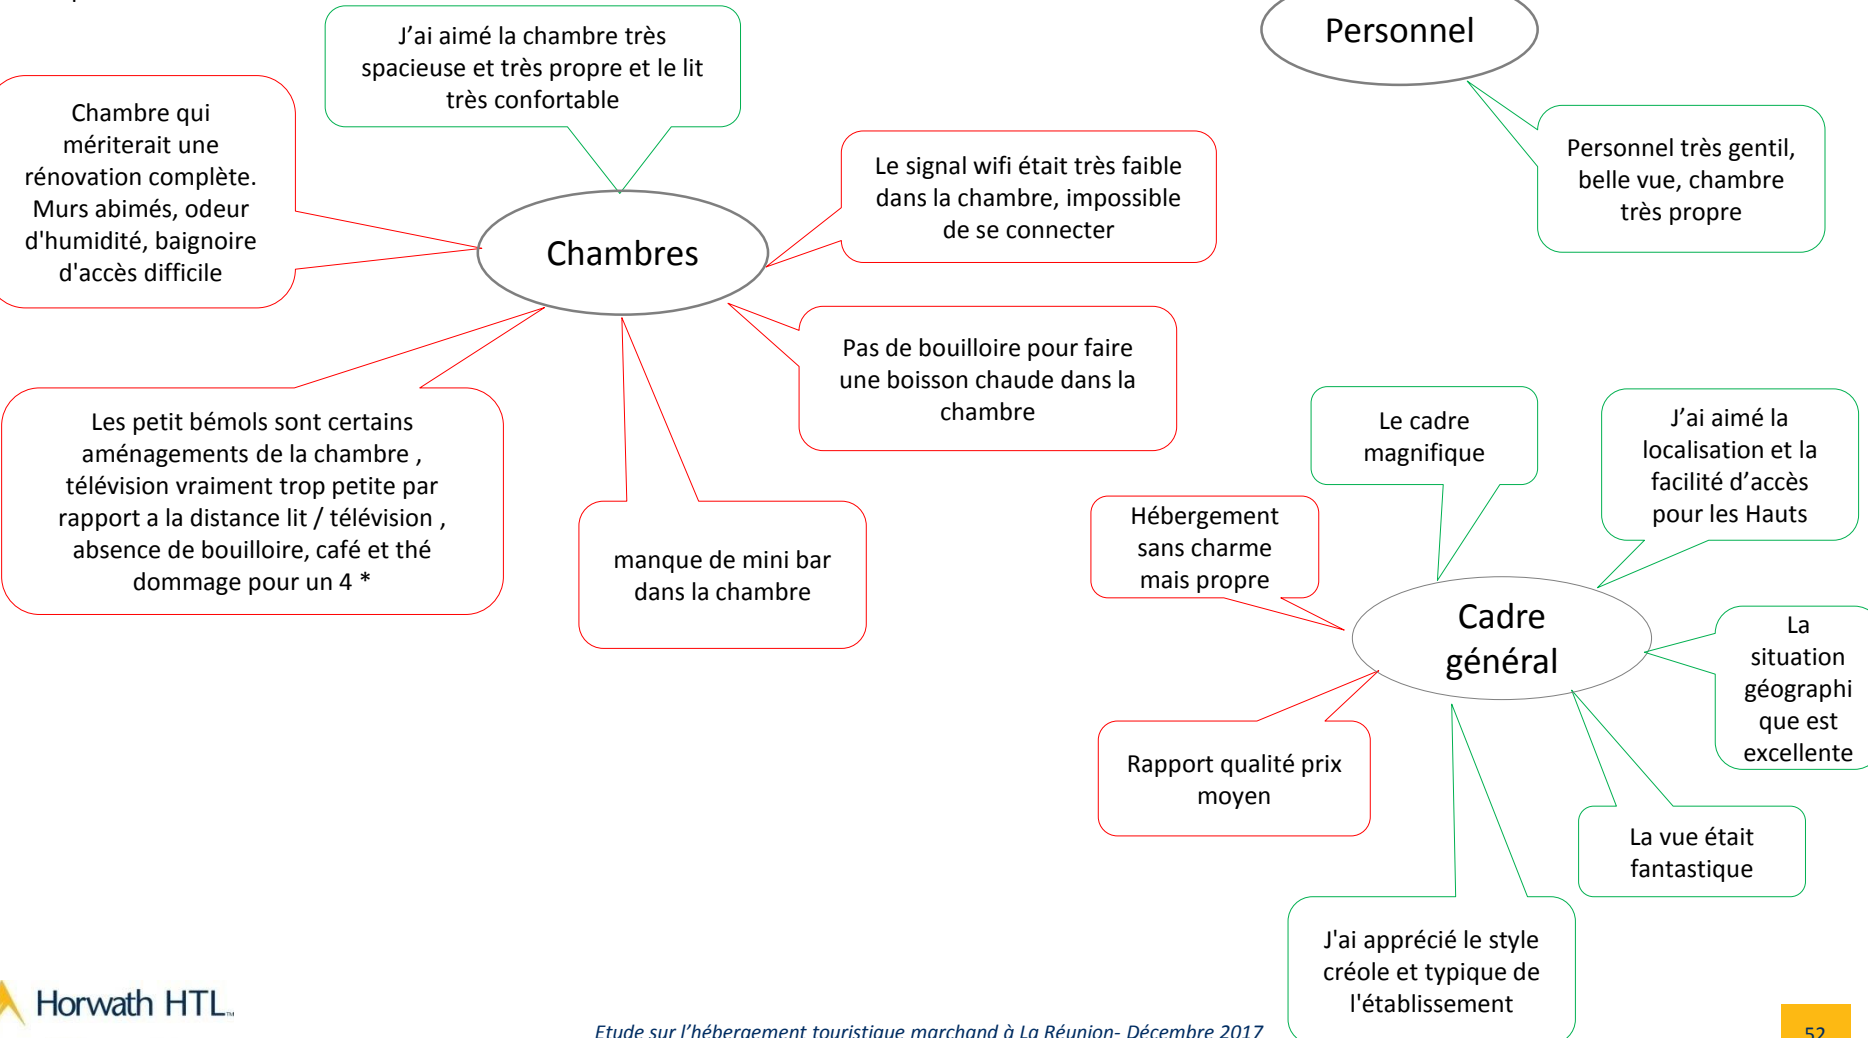 J'ai aimé la chambre très
spacieuse et très propre et le lit
très confortable
Personnel
Chambre qui
mériterait une
rénovation complète.
Murs abimés, odeur
d'humidité, baignoire
d'accès difficile
Personnel très gentil,
belle vue, chambre
très propre
Le signal wifi était très faible
dans la chambre, impossible
de se connecter
Chambres
Pas de bouilloire pour faire
une boisson chaude dans la
chambre
Les petit bémols sont certains
aménagements de la chambre ,
télévision vraiment trop petite par
rapport a la distance lit / télévision ,
absence de bouilloire, café et thé
dommage pour un 4 *
manque de mini bar
dans la chambre
Le cadre
magnifique
J'ai aimé la
localisation et la
facilité d'accès
pour les Hauts
Hébergement
sans charme
mais propre
Cadre
général
La
situation
géographi
que est
excellente
Rapport qualité prix
moyen
La vue était
fantastique
J'ai apprécié le style
créole et typique de
l'établissement
Horwath HTL™
Etude sur l'hébergement touristique marchand à La Réunion- Décembre 2017
52